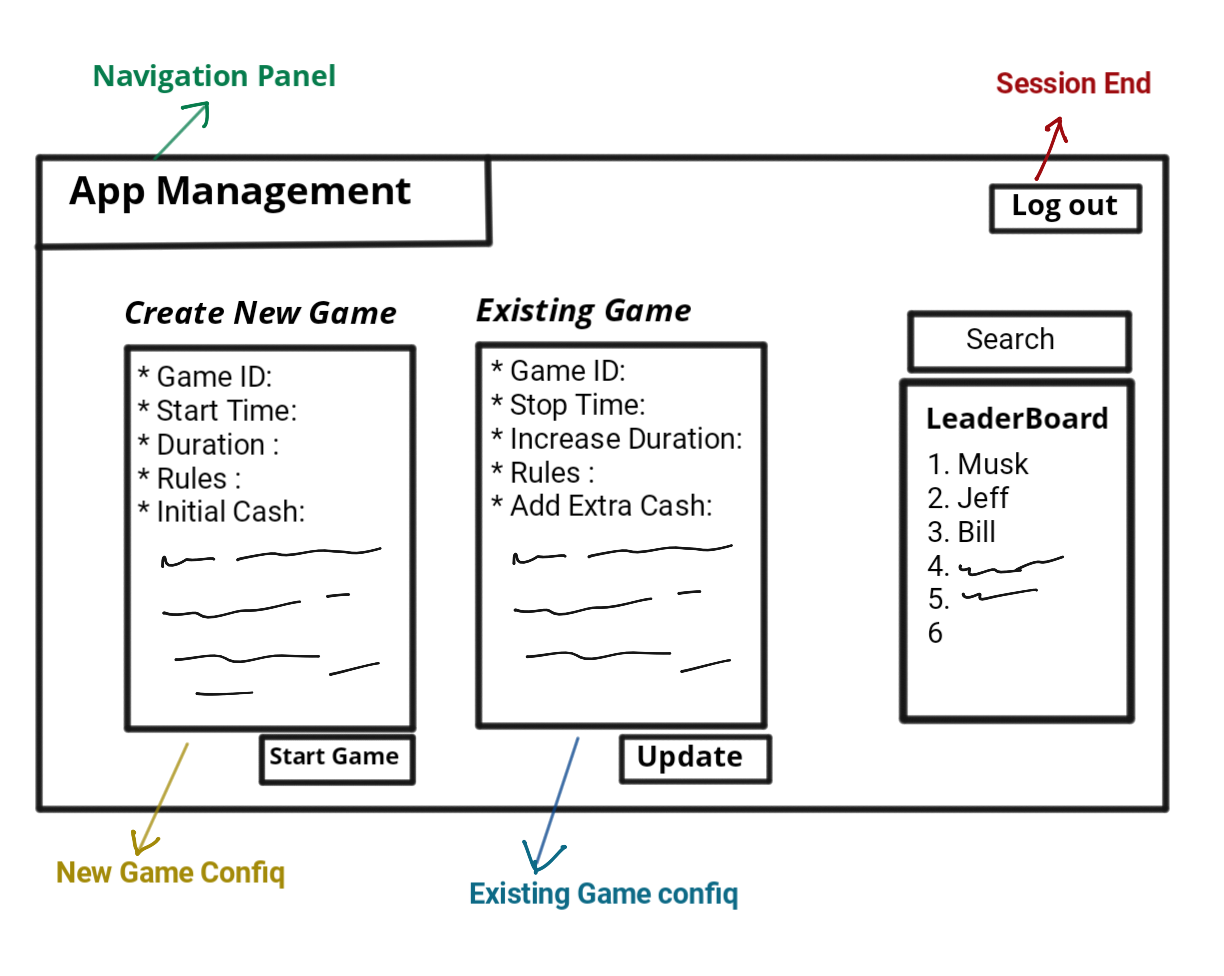 Navigation Panel
Session End
App Management
Log out
Create New Game
* Game ID:
* Start Time:
* Duration :
* Rules :
* Initial Cash:
Start Game
Existing Game
* Game ID:
* Stop Time:
* Increase Duration:
* Rules :
* Add Extra Cash:
Update
Search
LeaderBoard
1. Musk
2. Jeff
3. Bill
4.
5.
6
New Game Confiq
Existing Game confiq